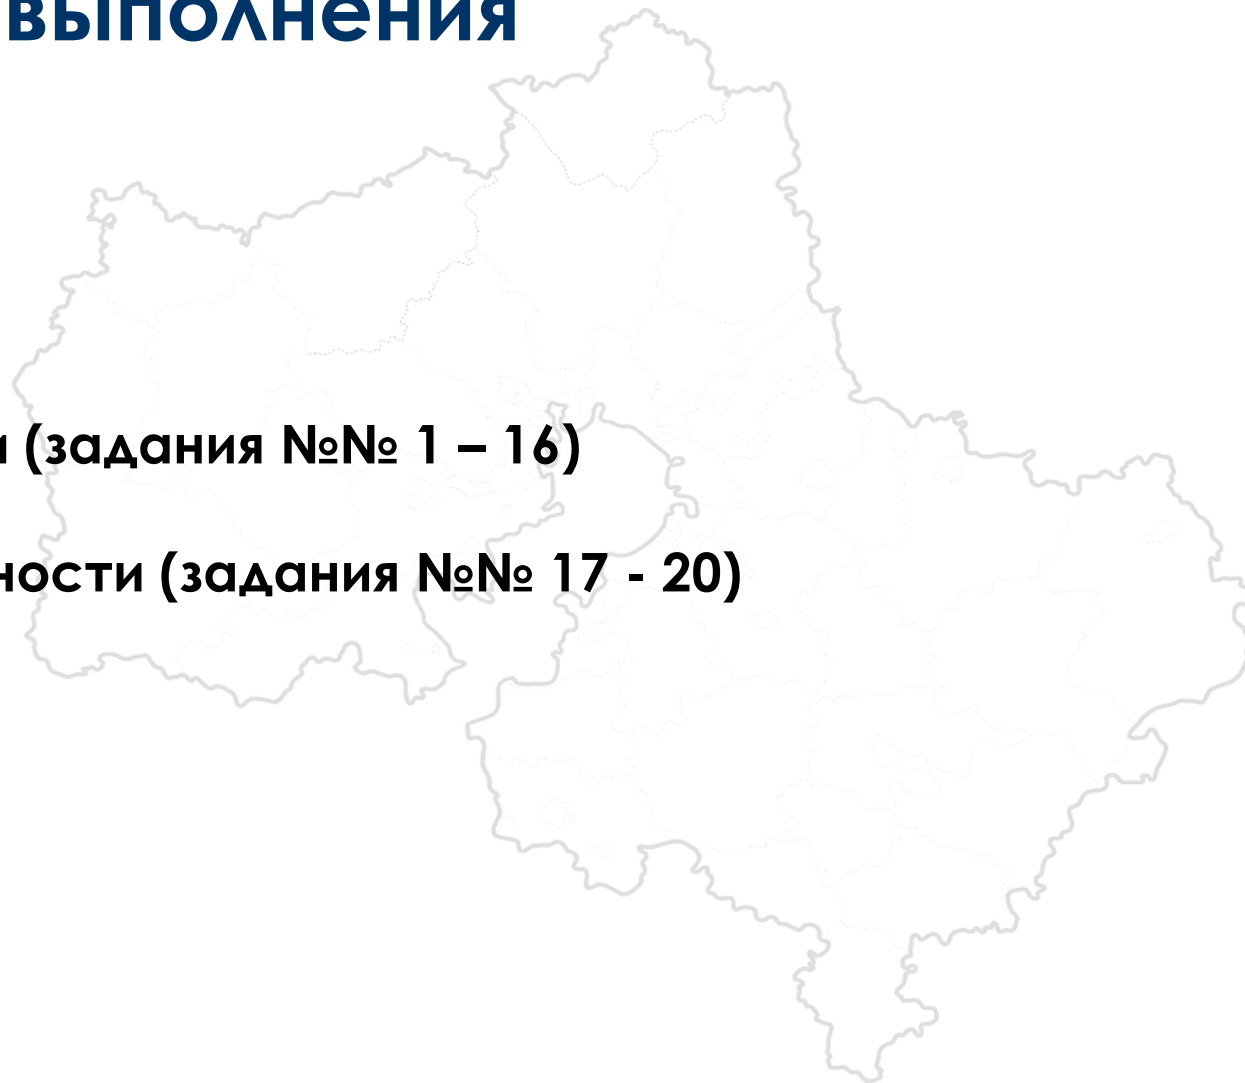 выполнения
(задания №№ 1 – 16)
ности (задания №№ 17 - 20)